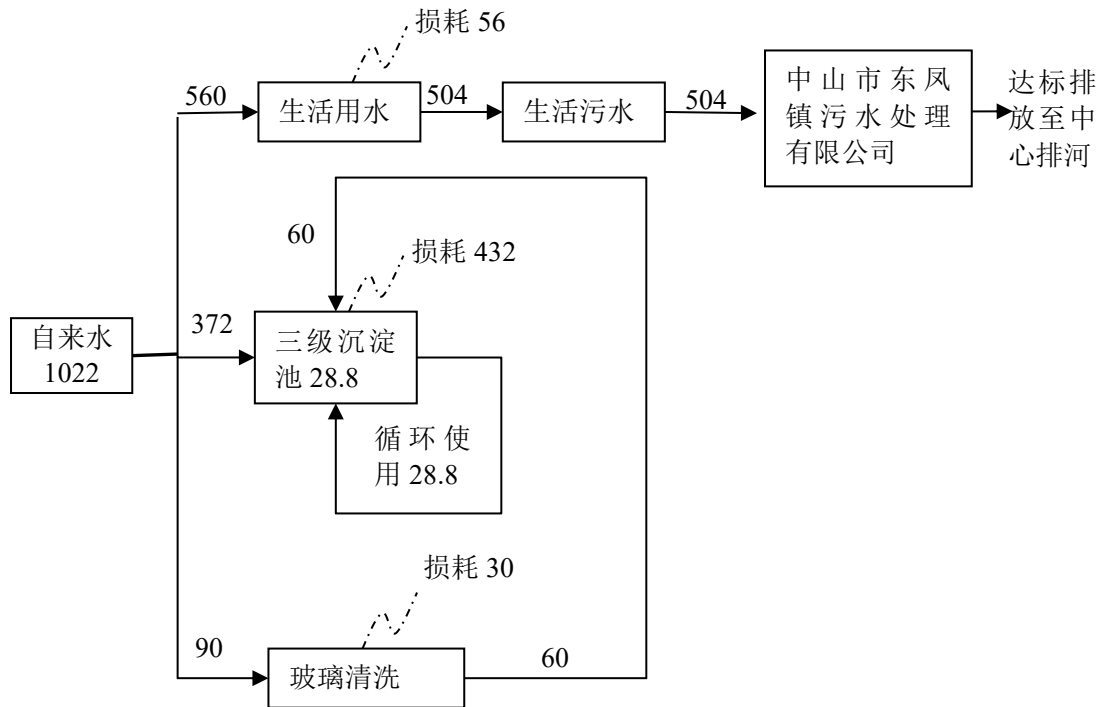 损耗 56
560
生活用水
504
生活污水
504
中山市东凤
镇污水处理
有限公司
达标排
放至中
心排河
60
损耗 432
自来水
1022
372
三级沉淀
池 28.8
循环使
用 28.8
损耗 30
90
玻璃清洗
60